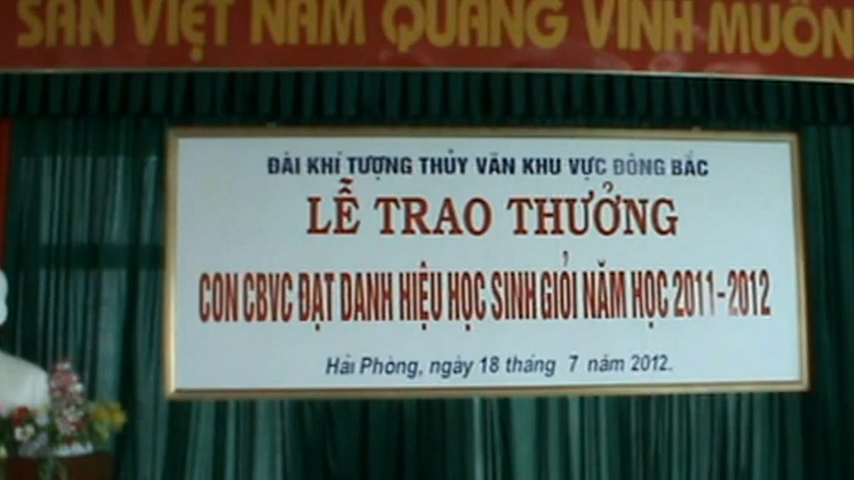 SẢN VIỆT NAM QUANG VINH MUÔN
ĐÀI KHÍ TƯỢNG THỦY VĂN KHU VỰC ĐÔNG BẮC
LỄ TRAO THƯỞNG
CON CBVC ĐẠT DANH HIỆU HỌC SINH GIỎI NĂM HỌC 2011-2012
Hải Phòng, ngày 18 tháng 7 năm 2012.